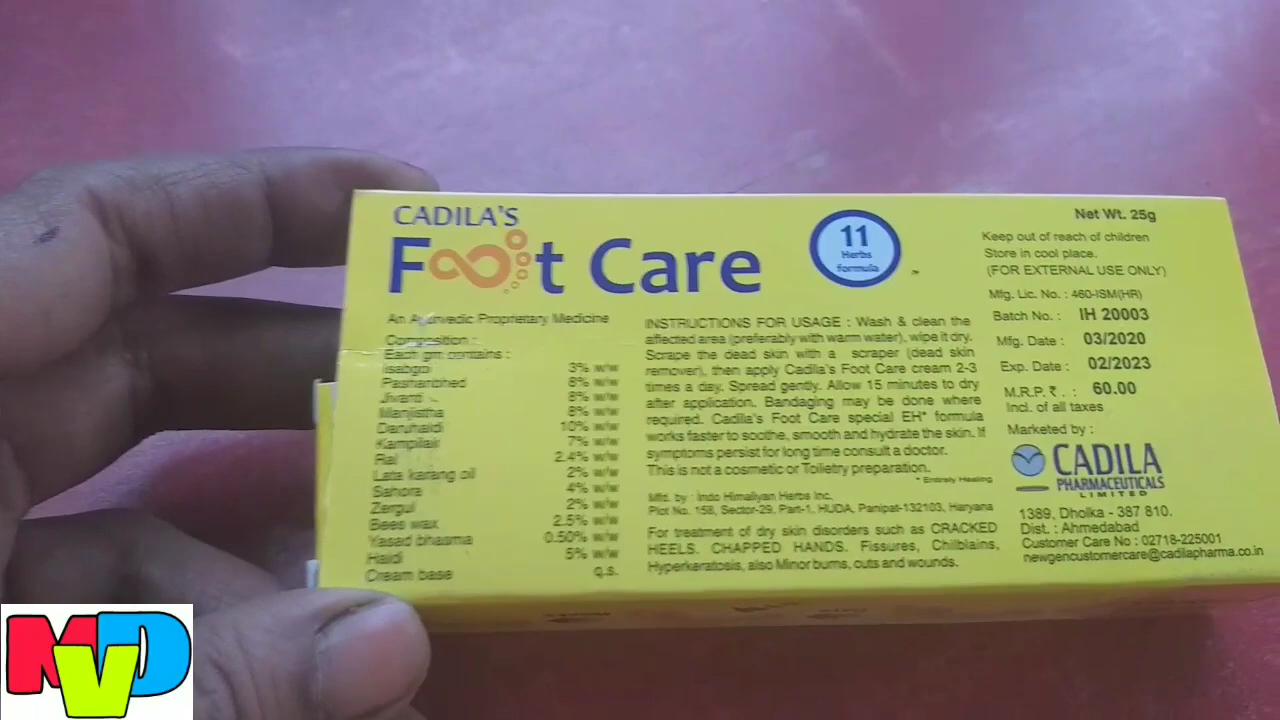 CADILA'S
Foot Care
11
Herbs
formula
An Ayurvedic Proprietary Medicine
Composition :
Each gm contains :
Isabgol 3% w/w
Pashanbhed 8% w/w
Jivanti 8% w/w
Manjistha 8% w/w
Daruhaldi 10% w/w
Kampillak 7% w/w
Ral 2.4% w/w
Lata karanj oil 2% w/w
Sahora 4% w/w
Zergul 2% w/w
Bees wax 2.5% w/w
Yasad bhasma 0.50% w/w
Haldi 5% w/w
Cream base q.s.
INSTRUCTIONS FOR USAGE : Wash & clean the
affected area (preferably with warm water), wipe it dry.
Scrape the dead skin with a scraper (dead skin
remover), then apply Cadila's Foot Care cream 2-3
times a day. Spread gently. Allow 15 minutes to dry
after application. Bandaging may be done where
required. Cadila's Foot Care special EH* formula
works faster to soothe, smooth and hydrate the skin. If
symptoms persist for long time consult a doctor.
This is not a cosmetic or Toiletry preparation.
* Entirely Healing
Mfd. by : Indo Himaliyan Herbs Inc.
Plot No. 158, Sector-29, Part-1, HUDA, Panipat-132103, Haryana
For treatment of dry skin disorders such as CRACKED
HEELS. CHAPPED HANDS. Fissures, Chilblains,
Hyperkeratosis, also Minor burns, cuts and wounds.
Net Wt. 25g
Keep out of reach of children
Store in cool place.
(FOR EXTERNAL USE ONLY)
Mfg. Lic. No. : 460-ISM(HR)
Batch No. : IH 20003
Mfg. Date : 03/2020
Exp. Date : 02/2023
M.R.P. ₹ . : 60.00
Incl. of all taxes
Marketed by :
CADILA
PHARMACEUTICALS
LIMITED
1389, Dholka - 387 810.
Dist. : Ahmedabad
Customer Care No : 02718-225001
newgencustomercare@cadilapharma.co.in
MVD